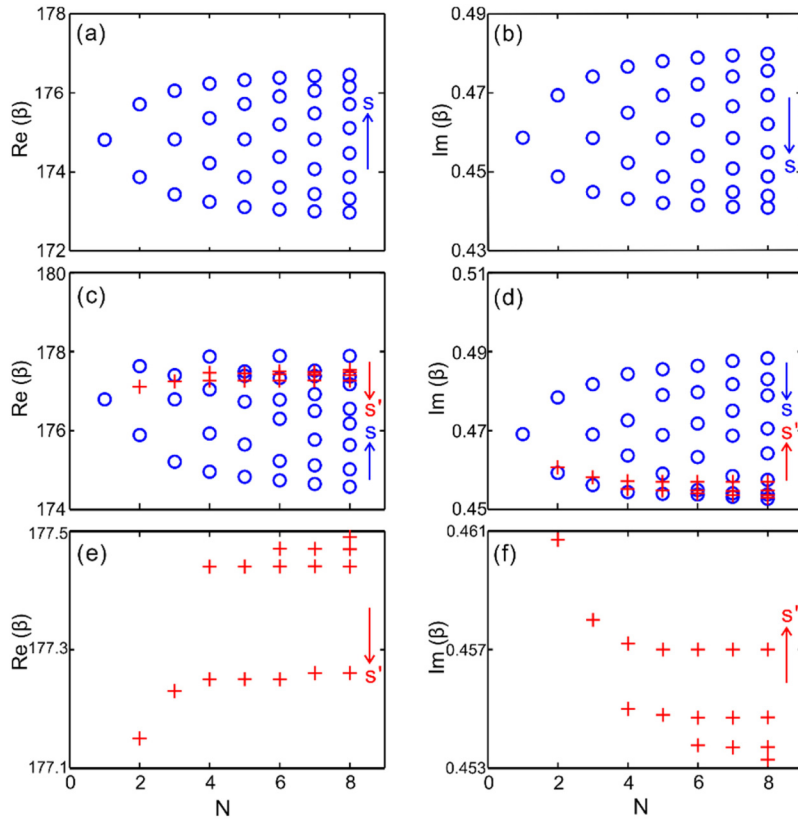 (a)
178
176
174
172
Re (β)
s
(b)
0.49
0.47
0.45
0.43
Im (β)
s
(c)
180
178
176
174
Re (β)
s'
s
(d)
0.51
0.49
0.47
0.45
Im (β)
s
s'
(e)
177.5
177.3
177.1
Re (β)
s'
0 2 4 6 8
N
(f)
0.461
0.457
0.453
Im (β)
s'
0 2 4 6 8
N